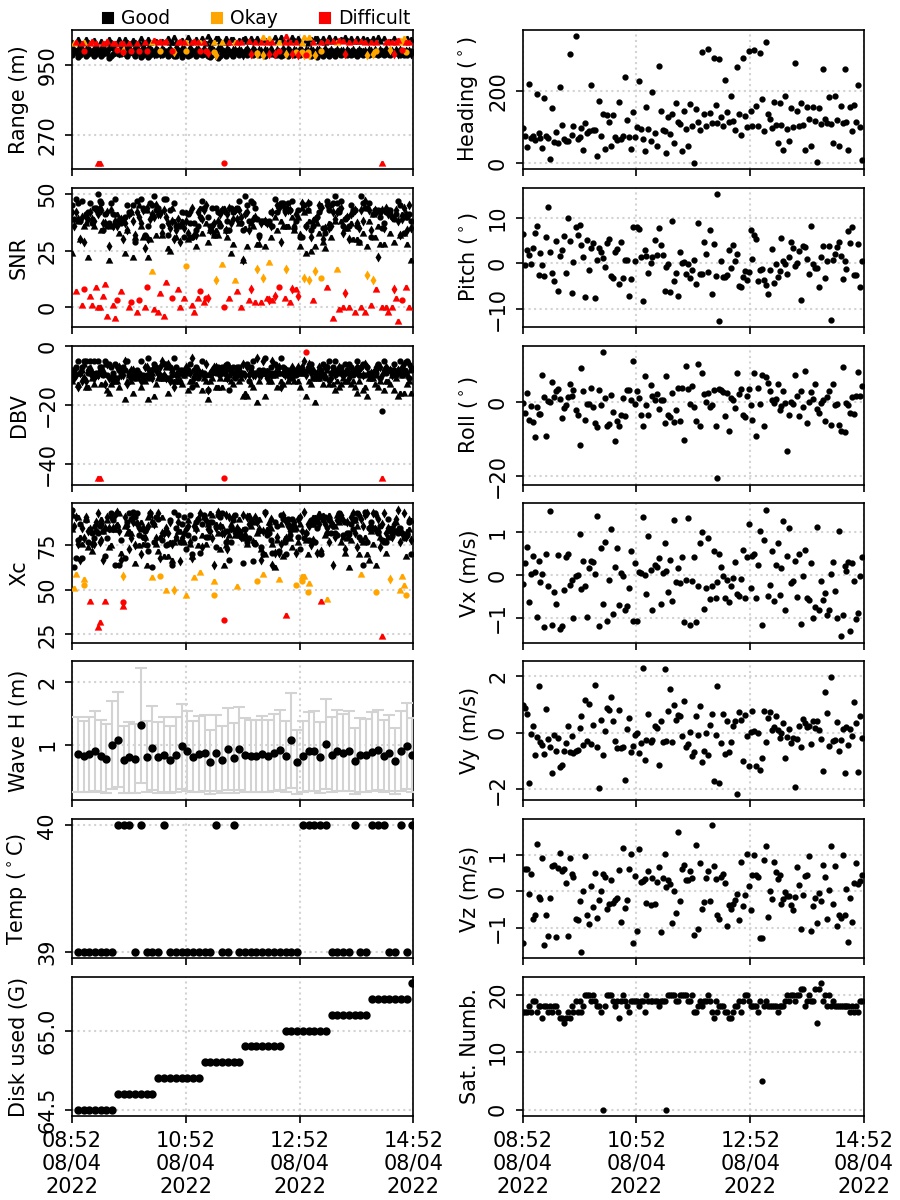 Good Okay Difficult
Range (m)
950
270
SNR
50
25
0
DBV
0
−20
−40
Xc
75
50
25
Wave H (m)
2
1
Temp (°C)
40
39
Disk used (G)
65.0
64.5
08:52 10:52 12:52 14:52
08/04 08/04 08/04 08/04
2022 2022 2022 2022
Heading (°)
200
0
Pitch (°)
10
0
−10
Roll (°)
0
−20
Vx (m/s)
1
0
−1
Vy (m/s)
2
0
−2
Vz (m/s)
1
0
−1
Sat. Numb.
20
10
0
08:52 10:52 12:52 14:52
08/04 08/04 08/04 08/04
2022 2022 2022 2022